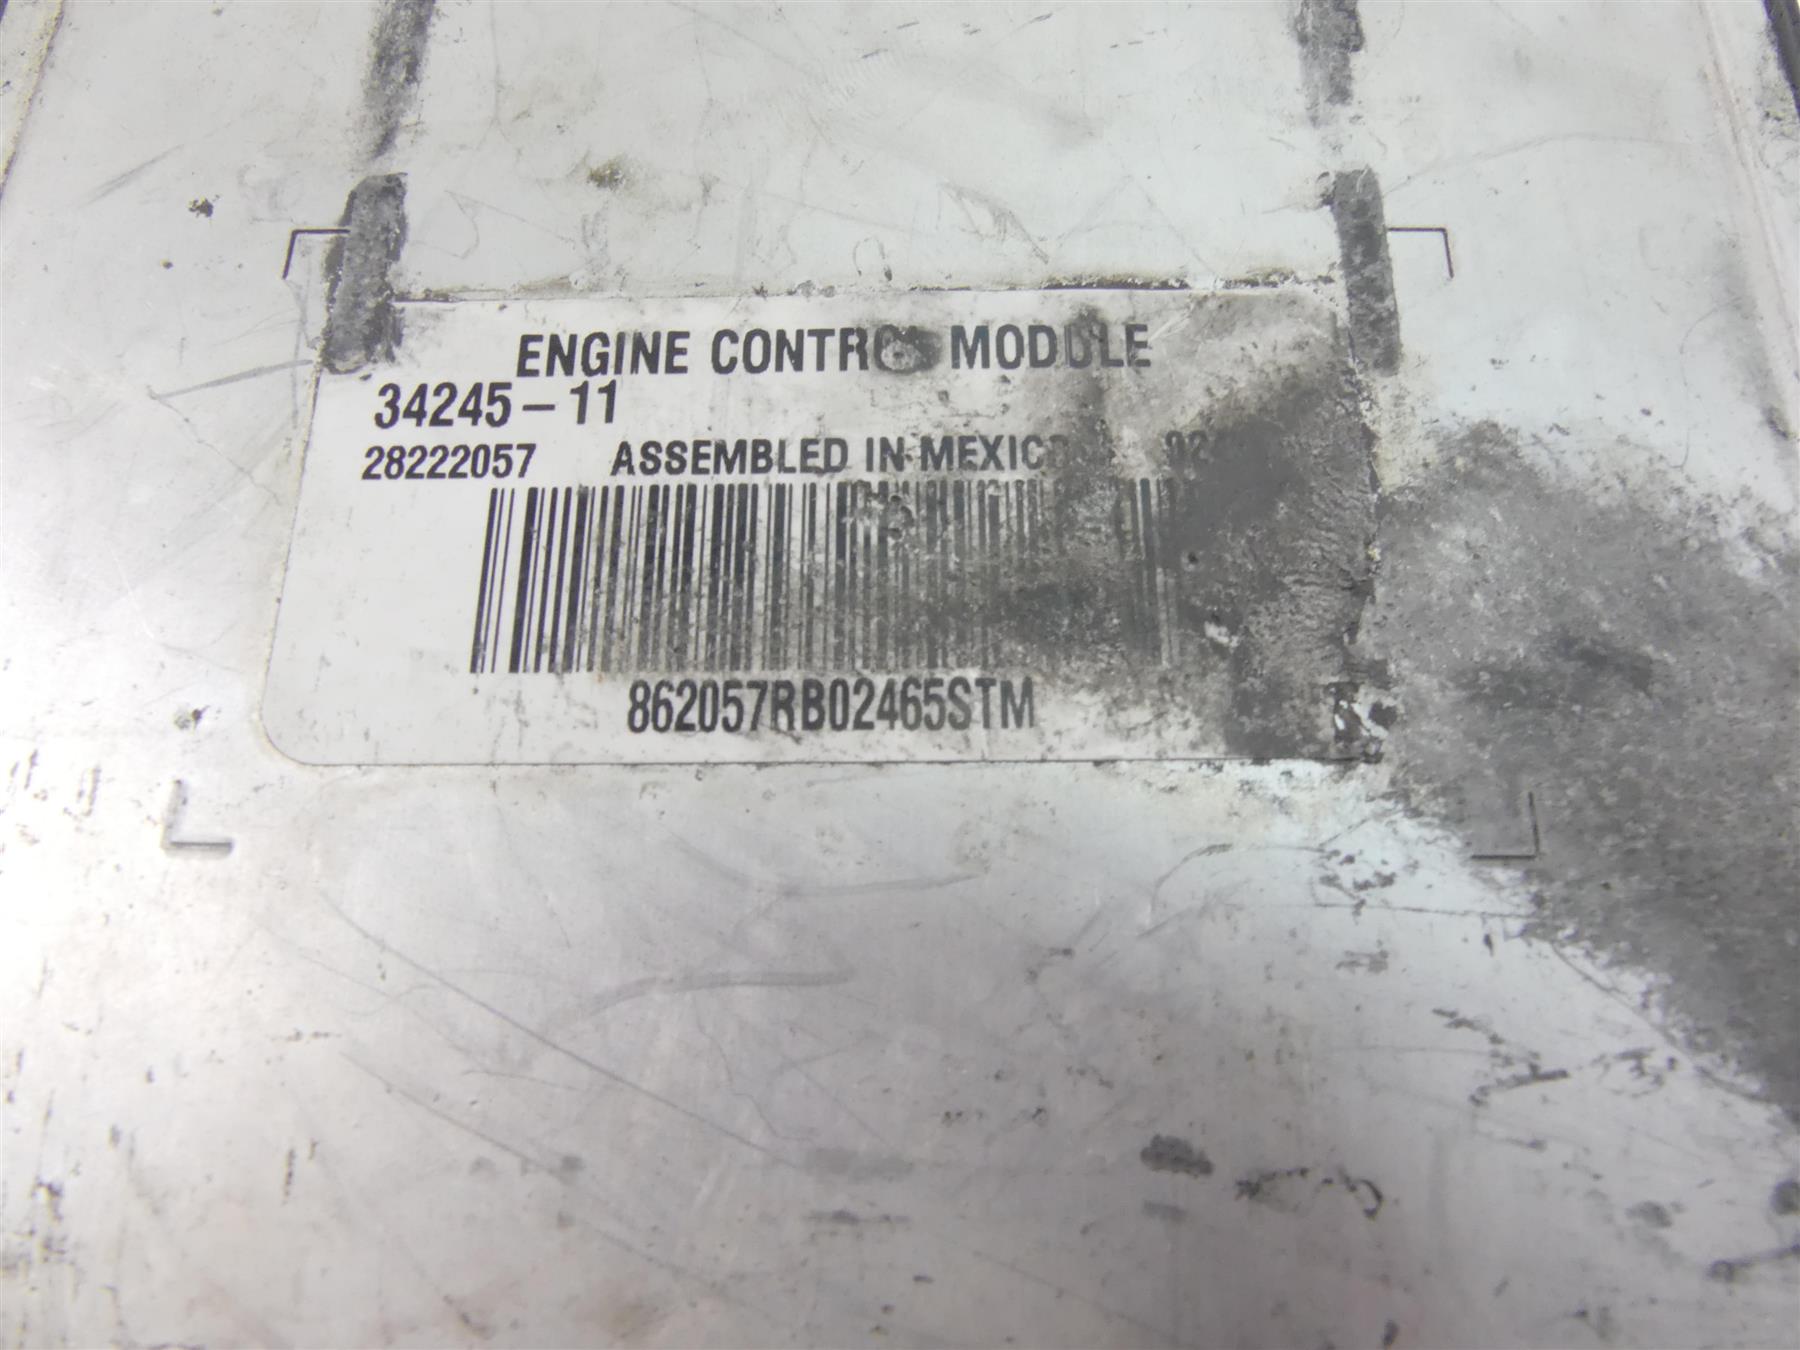 ENGINE CONTROL MODULE
34245-11
28222057 ASSEMBLED IN MEXICO
862057RB02465STM